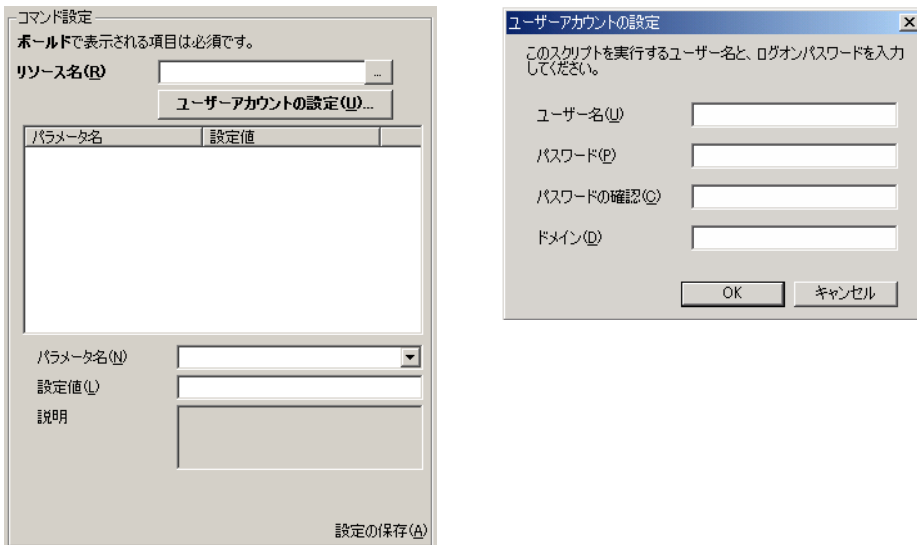 コマンド設定
ボールドで表示される項目は必須です。
リソース名(R)
...
ユーザーアカウントの設定(U)...
パラメータ名 設定値
パラメータ名(N)
設定値(L)
説明
設定の保存(A)
ユーザーアカウントの設定
このスクリプトを実行するユーザー名と、ログオンパスワードを入力
してください。
ユーザー名(U)
パスワード(P)
パスワードの確認(C)
ドメイン(D)
OK キャンセル